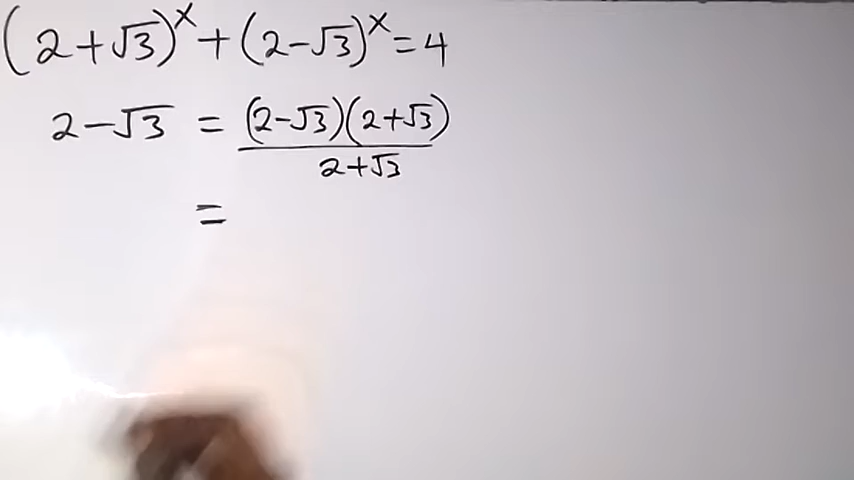 (2+√3)^x+(2-√3)^x=4
2-√3 = (2-√3)(2+√3)
2+√3
=